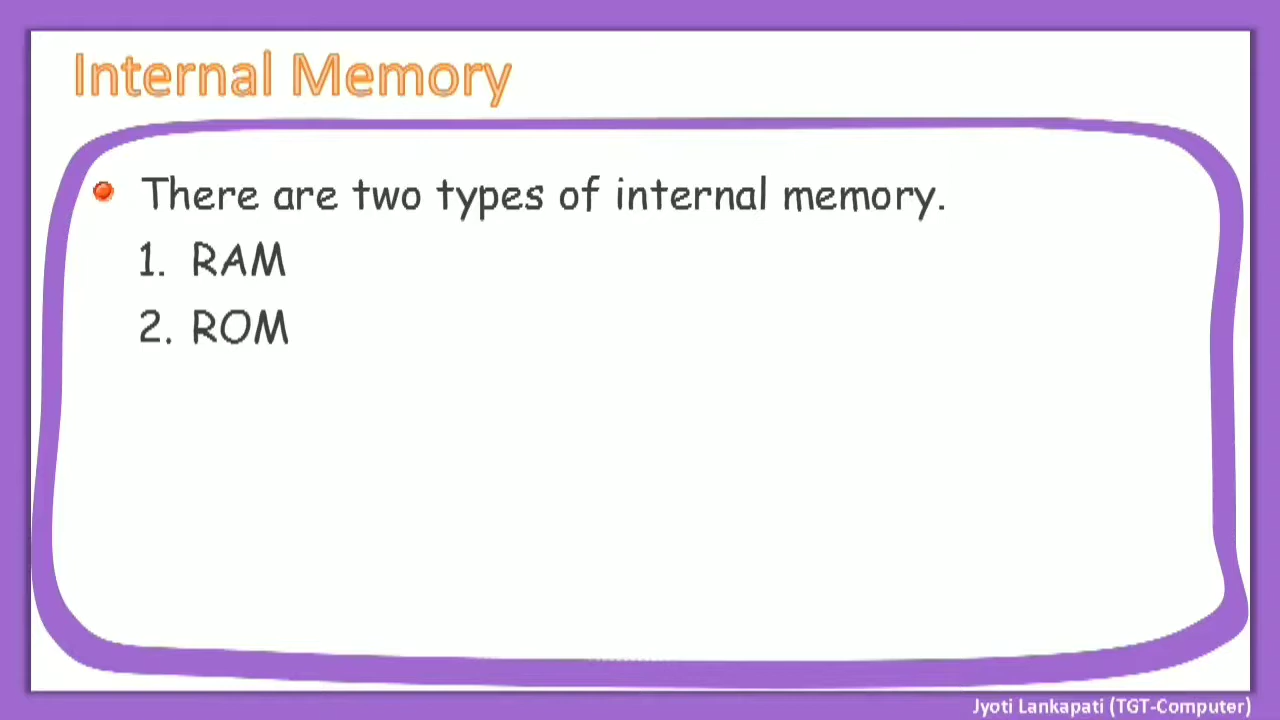 Internal Memory
There are two types of internal memory.
1. RAM
2. ROM
Jyoti Lankapati (TGT-Computer)